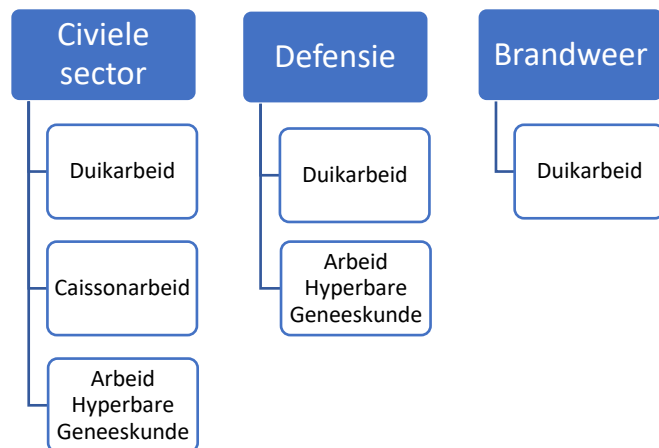 Civiele
sector
Duikarbeid
Caissonarbeid
Arbeid
Hyperbare
Geneeskunde
Defensie
Duikarbeid
Arbeid
Hyperbare
Geneeskunde
Brandweer
Duikarbeid